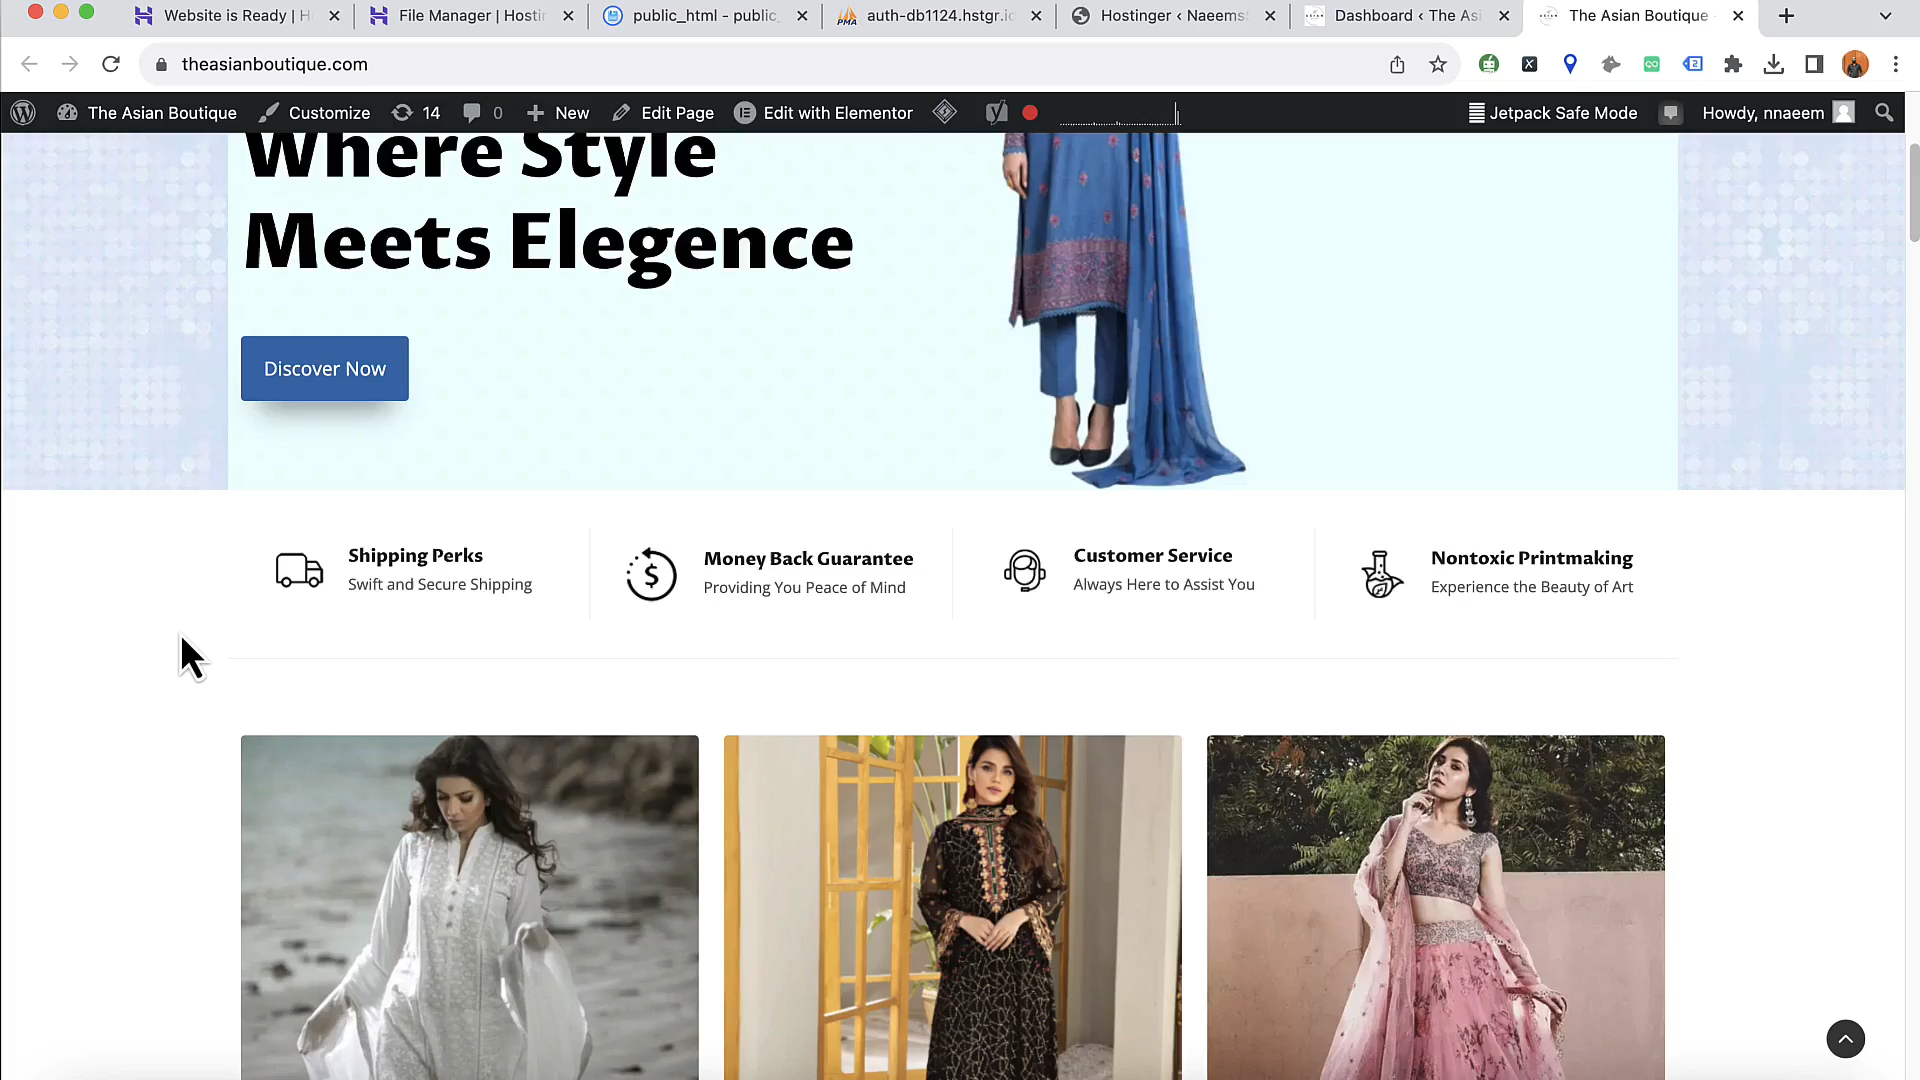 Website is Ready | H
File Manager | Hostin
public_html - public_
auth-db1124.hstgr.io
Hostinger ‹ Naeems
Dashboard ‹ The Asi
The Asian Boutique
theasianboutique.com
The Asian Boutique
Customize
14
0
New
Edit Page
Edit with Elementor
Jetpack Safe Mode
Howdy, nnaeem
Where Style
Meets Elegence
Discover Now
Shipping Perks
Swift and Secure Shipping
Money Back Guarantee
Providing You Peace of Mind
Customer Service
Always Here to Assist You
Nontoxic Printmaking
Experience the Beauty of Art